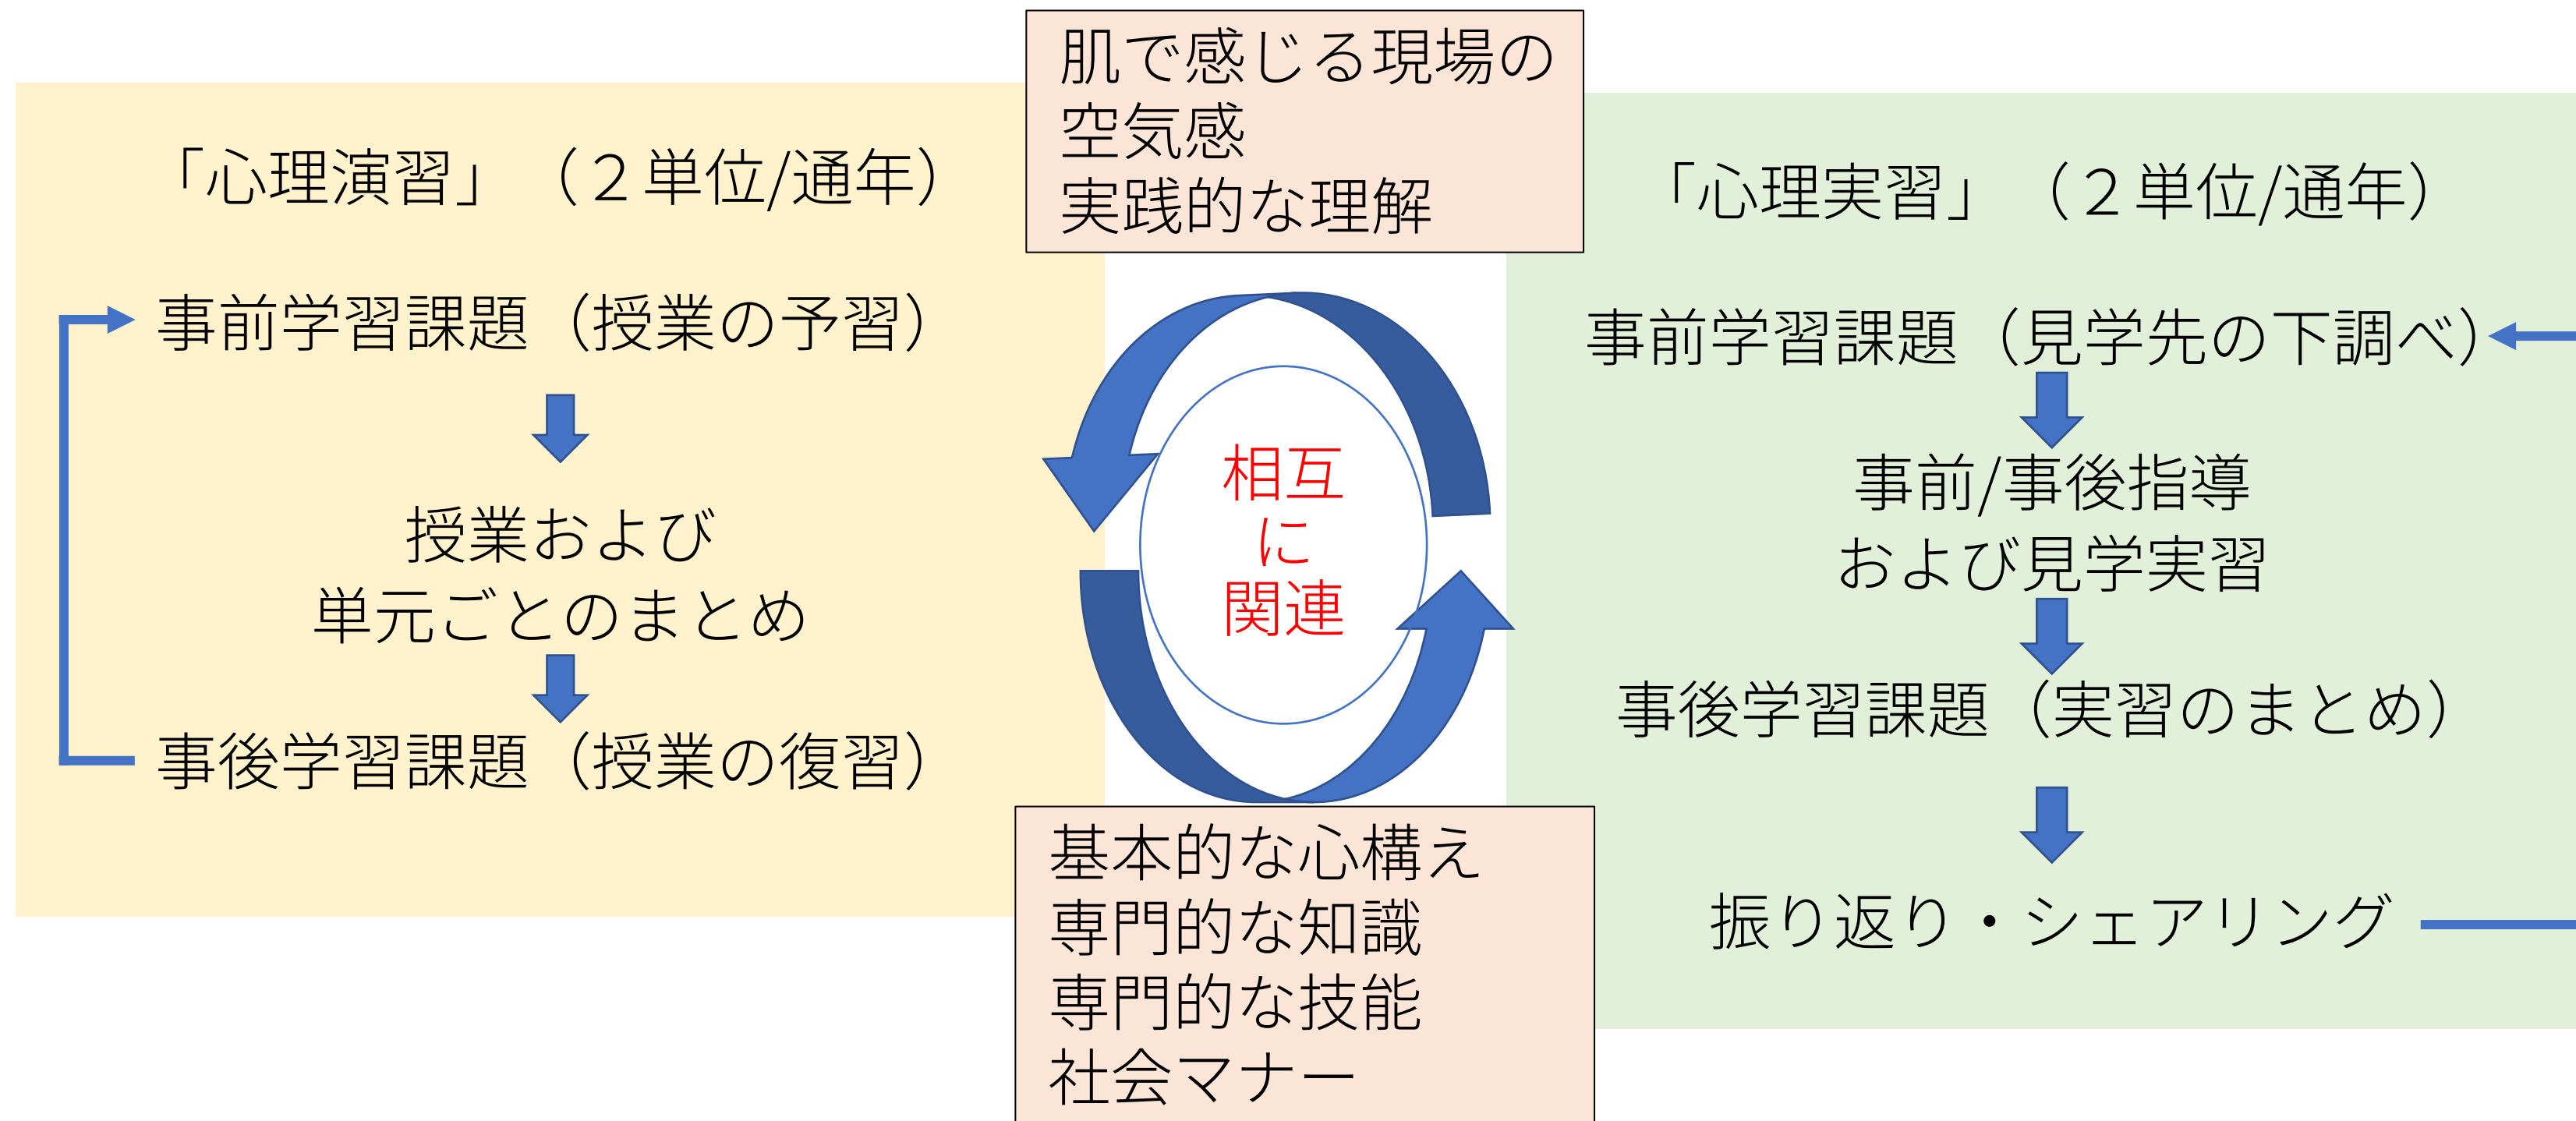 肌で感じる現場の
空気感
実践的な理解
「心理演習」（２単位/通年）
事前学習課題（授業の予習）
授業および
単元ごとのまとめ
事後学習課題（授業の復習）
相互
に
関連
「心理実習」（２単位/通年）
事前学習課題（見学先の下調べ）
事前/事後指導
および見学実習
事後学習課題（実習のまとめ）
振り返り・シェアリング
基本的な心構え
専門的な知識
専門的な技能
社会マナー